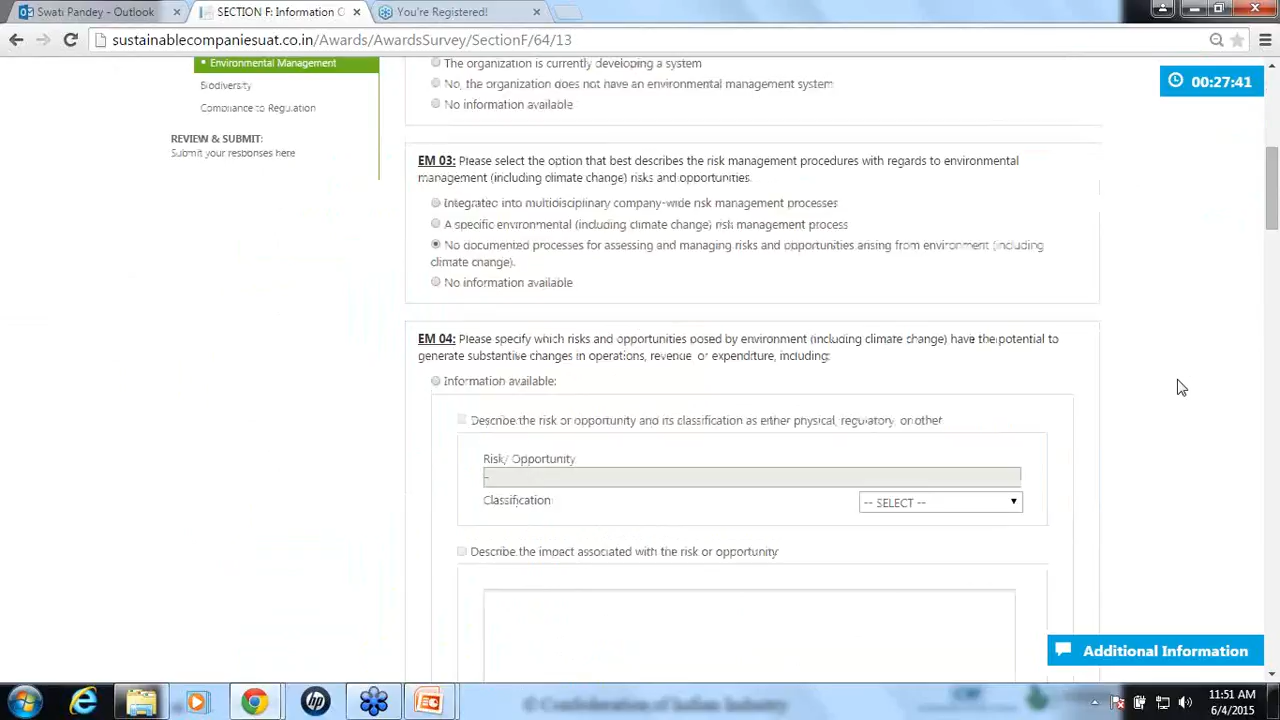 Swati Pandey - Outlook
SECTION F: Information O
You're Registered!
sustainablecompaniesuat.co.in/Awards/AwardsSurvey/SectionF/64/13
Environmental Management
Biodiversity
Compliance to Regulation
REVIEW & SUBMIT:
Submit your responses here
00:27:41
The organization is currently developing a system
No, the organization does not have an environmental management system
No information available
EM 03: Please select the option that best describes the risk management procedures with regards to environmental
management (including climate change) risks and opportunities.
Integrated into multidisciplinary company-wide risk management processes
A specific environmental (including climate change) risk management process
No documented processes for assessing and managing risks and opportunities arising from environment (including
climate change).
No information available
EM 04: Please specify which risks and opportunities posed by environment (including climate change) have the potential to
generate substantive changes in operations, revenue or expenditure, including:
Information available:
Describe the risk or opportunity and its classification as either physical, regulatory, or other
Risk/ Opportunity
-
Classification
-- SELECT --
Describe the impact associated with the risk or opportunity
Additional Information
11:51 AM
6/4/2015